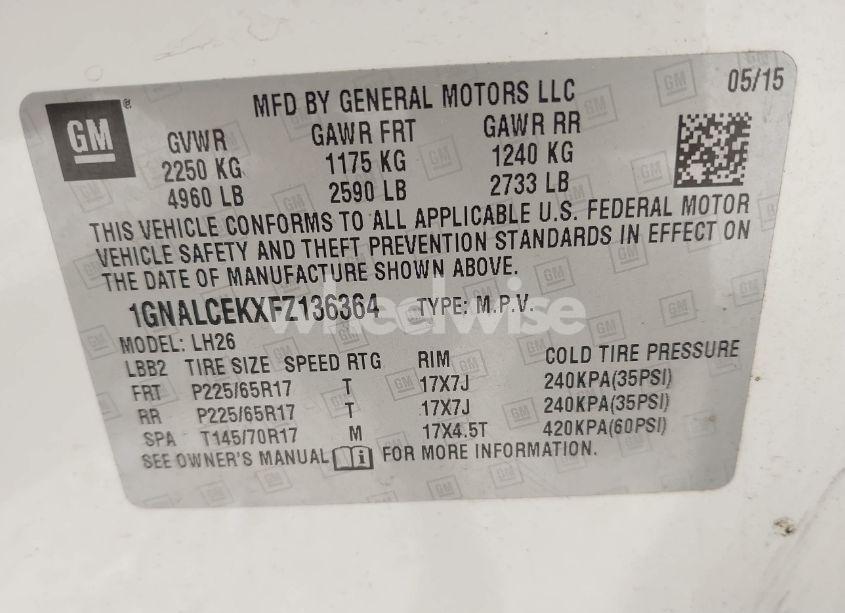 05/15
MFD BY GENERAL MOTORS LLC
GM®
GVWR GAWR FRT GAWR RR
2250 KG 1175 KG 1240 KG
4960 LB 2590 LB 2733 LB
THIS VEHICLE CONFORMS TO ALL APPLICABLE U.S. FEDERAL MOTOR
VEHICLE SAFETY AND THEFT PREVENTION STANDARDS IN EFFECT ON
THE DATE OF MANUFACTURE SHOWN ABOVE.
1GNALCEKXFZ136364 TYPE: M.P.V.
wheelwise
MODEL: LH26
LBB2 TIRE SIZE SPEED RTG RIM COLD TIRE PRESSURE
FRT P225/65R17 T 17X7J 240KPA(35PSI)
RR P225/65R17 T 17X7J 240KPA(35PSI)
SPA T145/70R17 M 17X4.5T 420KPA(60PSI)
SEE OWNER'S MANUAL i FOR MORE INFORMATION.